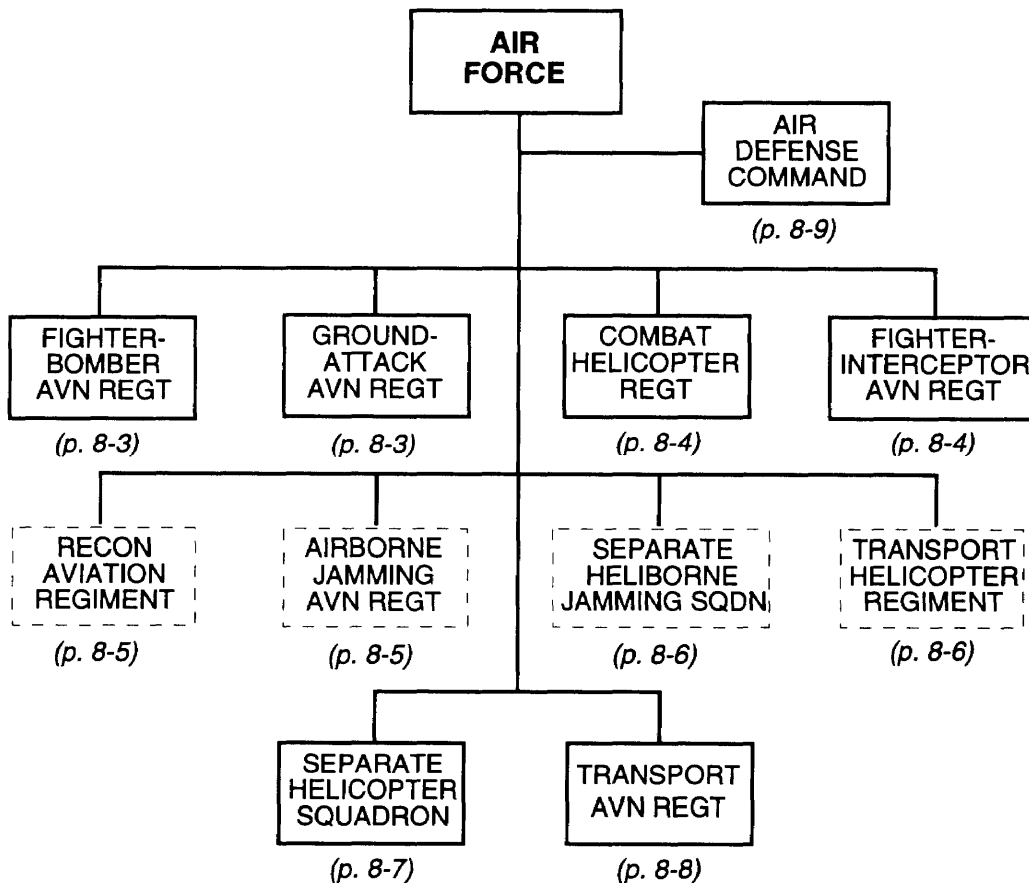 AIR
FORCE
AIR
DEFENSE
COMMAND
(p. 8-9)
FIGHTER-
BOMBER
AVN REGT
(p. 8-3)
GROUND-
ATTACK
AVN REGT
(p. 8-3)
COMBAT
HELICOPTER
REGT
(p. 8-4)
FIGHTER-
INTERCEPTOR
AVN REGT
(p. 8-4)
RECON
AVIATION
REGIMENT
(p. 8-5)
AIRBORNE
JAMMING
AVN REGT
(p. 8-5)
SEPARATE
HELIBORNE
JAMMING SQDN
(p. 8-6)
TRANSPORT
HELICOPTER
REGIMENT
(p. 8-6)
SEPARATE
HELICOPTER
SQUADRON
(p. 8-7)
TRANSPORT
AVN REGT
(p. 8-8)